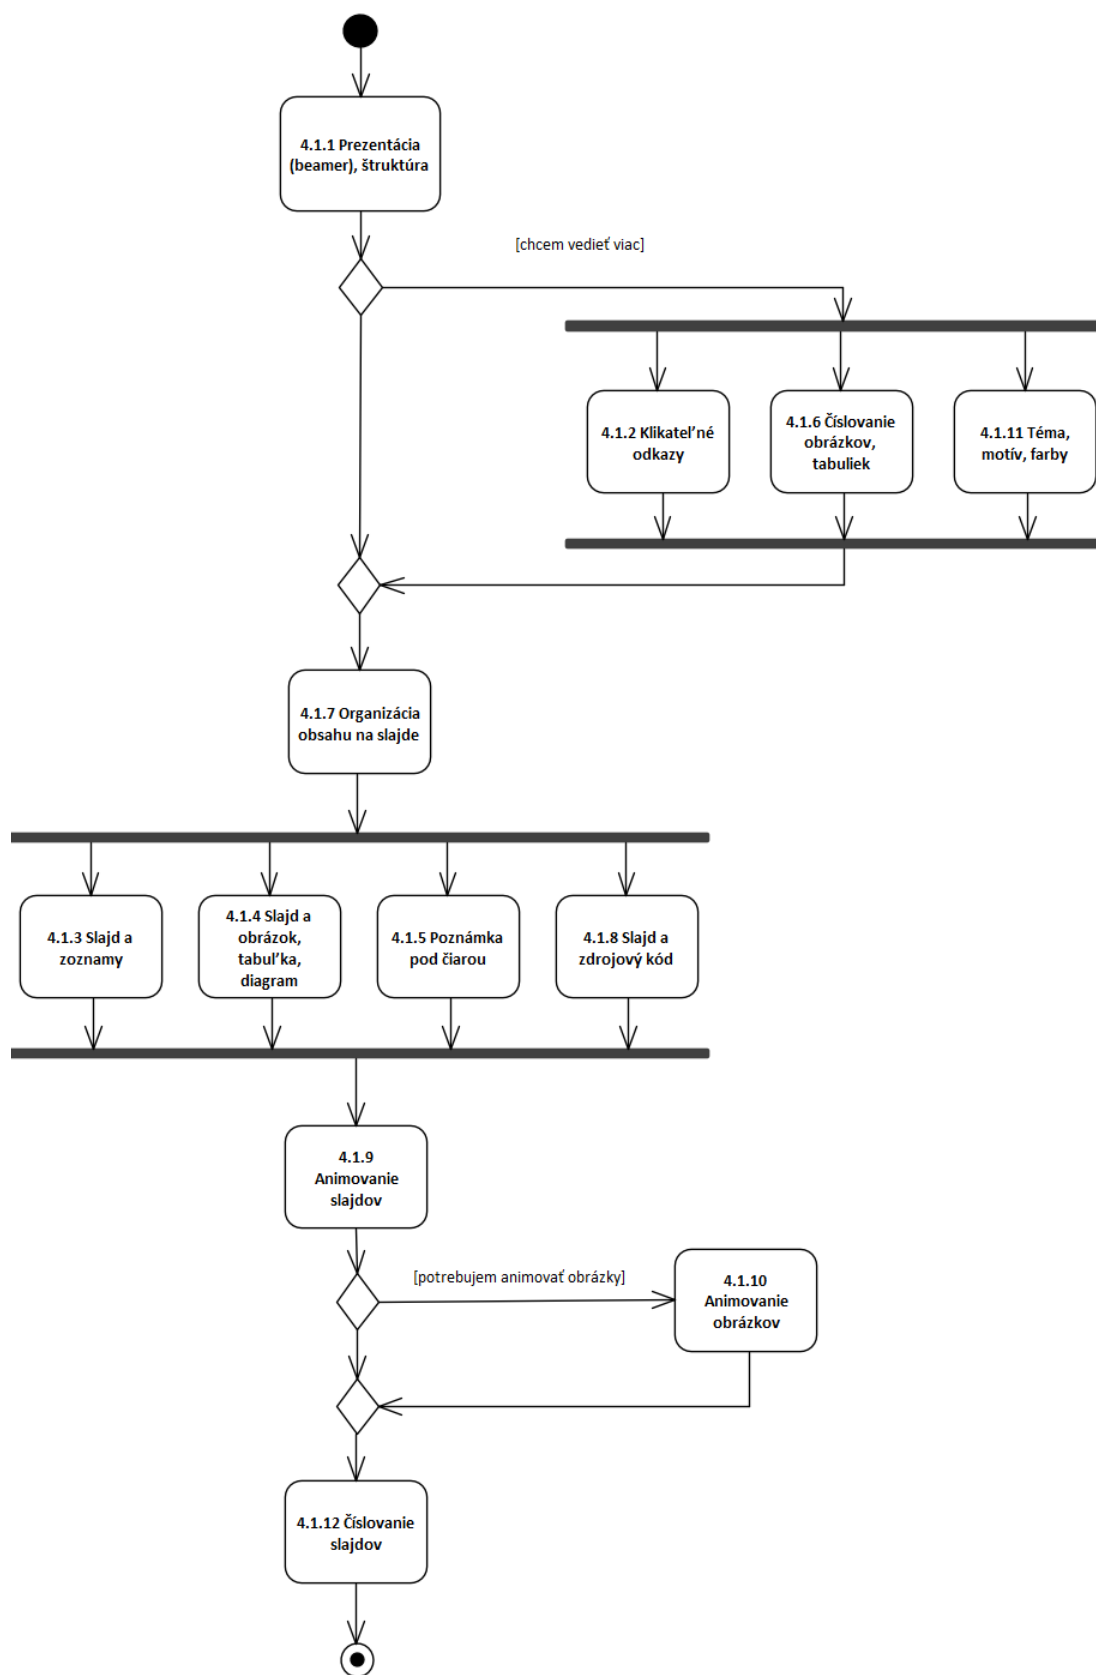 4.1.1 Prezentácia
(beamer), štruktúra
[chcem vedieť viac]
4.1.2 Klikateľné
odkazy
4.1.6 Číslovanie
obrázkov,
tabuliek
4.1.11 Téma,
motív, farby
4.1.7 Organizácia
obsahu na slajde
4.1.3 Slajd a
zoznamy
4.1.4 Slajd a
obrázok,
tabuľka,
diagram
4.1.5 Poznámka
pod čiarou
4.1.8 Slajd a
zdrojový kód
4.1.9
Animovanie
slajdov
[potrebujem animovať obrázky]
4.1.10
Animovanie
obrázkov
4.1.12 Číslovanie
slajdov